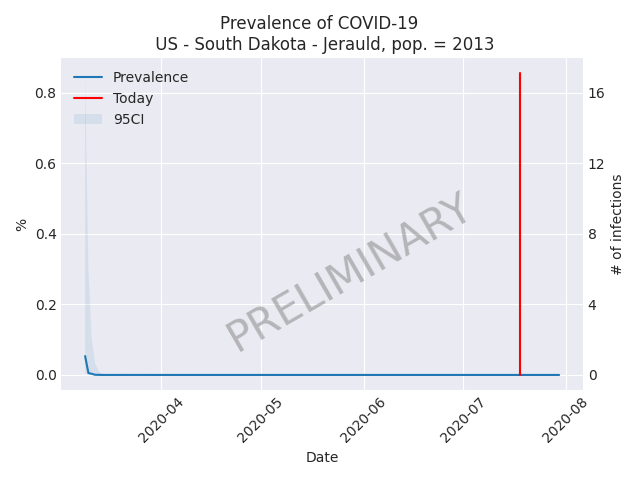 Prevalence of COVID-19
US - South Dakota - Jerauld, pop. = 2013
Prevalence
Today
95CI
0.8
0.6
0.4
0.2
0.0
%
16
12
8
4
0
# of infections
PRELIMINARY
2020-04
2020-05
2020-06
2020-07
2020-08
Date